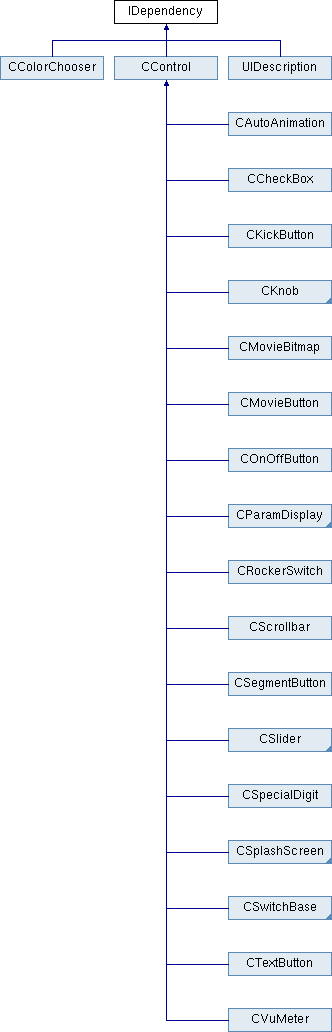 IDependency
CColorChooser
CControl
UIDescription
CAutoAnimation
CCheckBox
CKickButton
CKnob
CMovieBitmap
CMovieButton
COnOffButton
CParamDisplay
CRockerSwitch
CScrollbar
CSegmentButton
CSlider
CSpecialDigit
CSplashScreen
CSwitchBase
CTextButton
CVuMeter